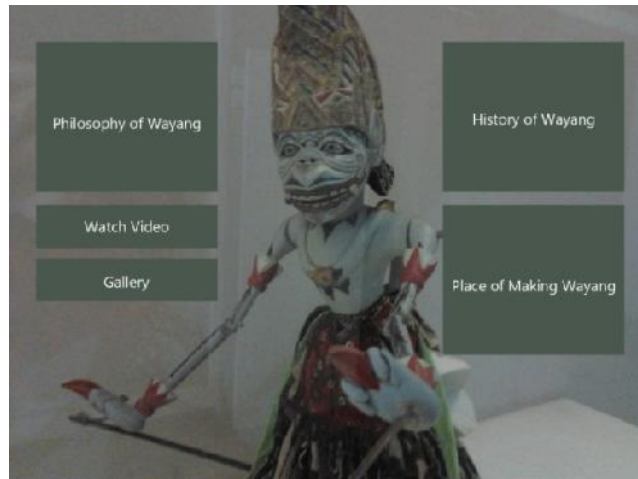 Philosophy of Wayang
Watch Video
Gallery
History of Wayang
Place of Making Wayang